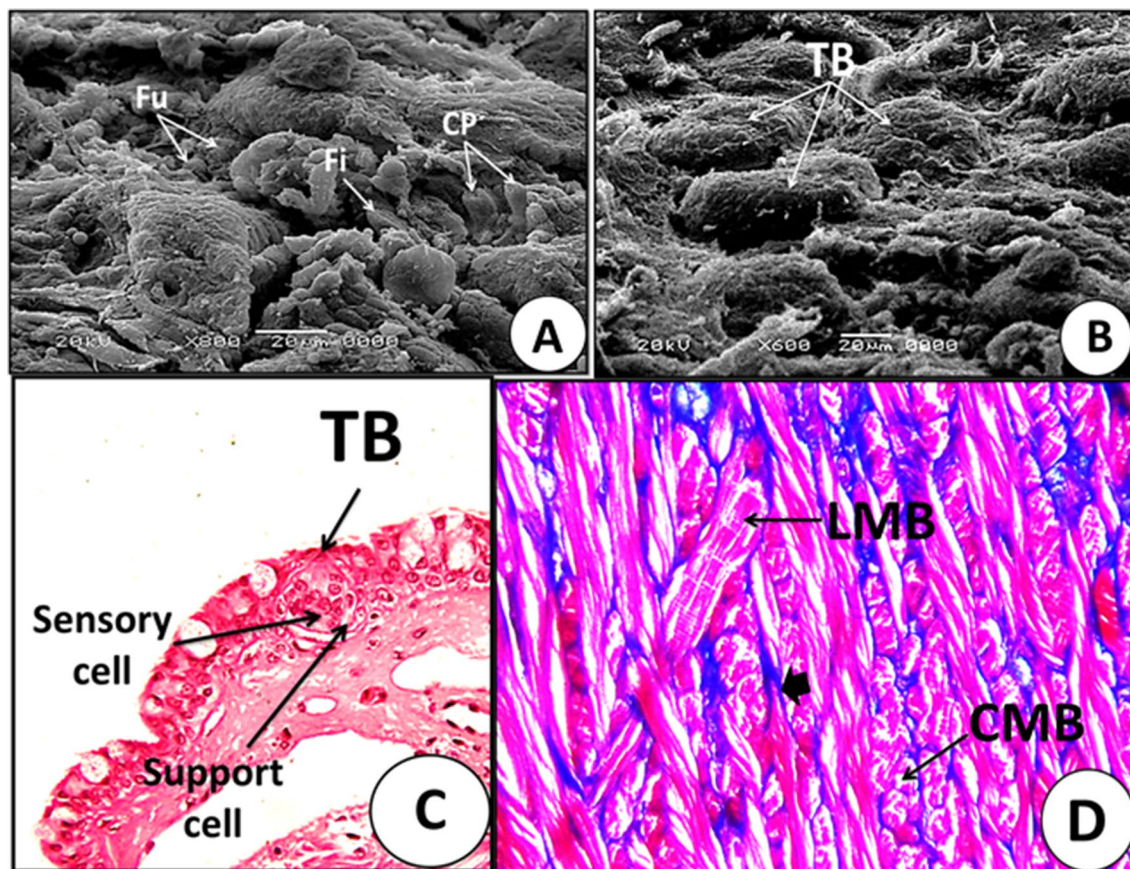 Fu
Fi
CP
20kV X800 20µm 0000
A
TB
20kV X600 20µm 0000
B
TB
Sensory
cell
Support
cell
C
LMB
CMB
D